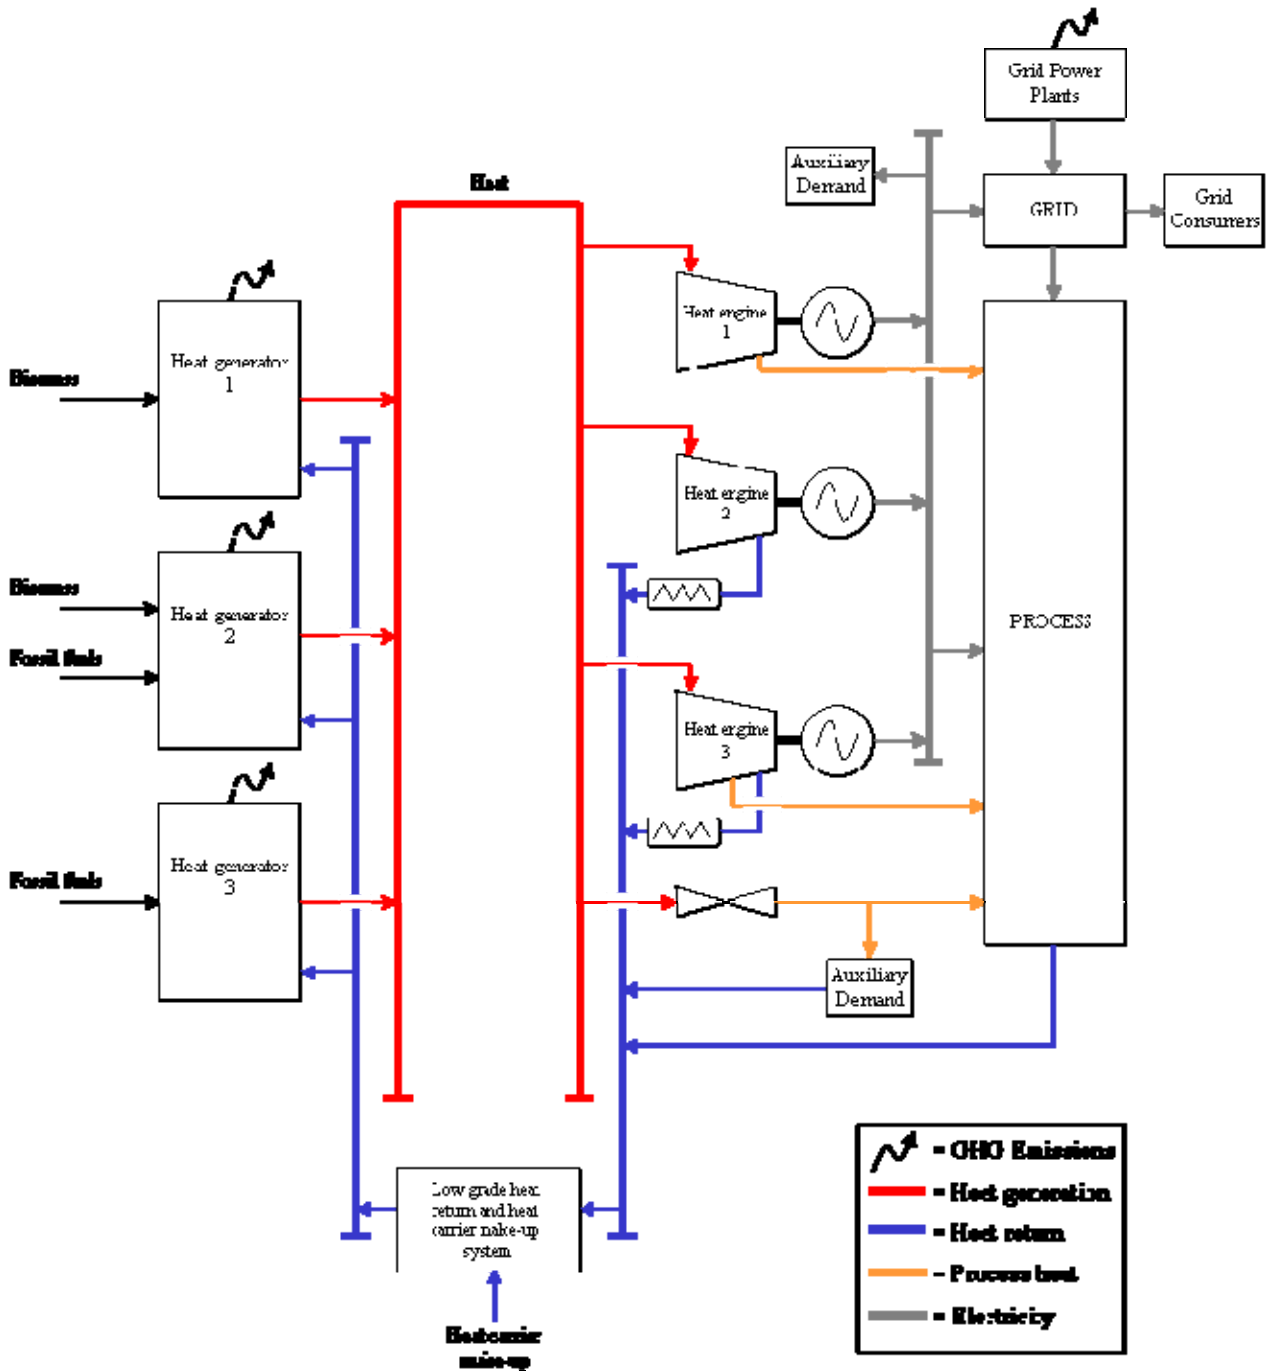 Grid Power
Plants
Auxiliary
Demand
GRID
Grid
Consumers
Heat
Heat engine
1
Heat generator
1
Biomass
Heat engine
2
Biomass
Heat generator
2
Fossil fuels
PROCESS
Heat engine
3
Heat generator
3
Fossil fuels
Auxiliary
Demand
Low grade heat
return and heat
carrier make-up
system
Heat carrier
make-up
= GHG Emissions
= Heat generation
= Heat return
= Process heat
= Electricity